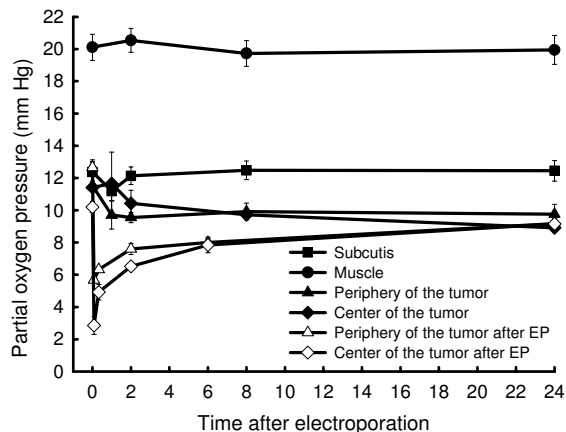 22
20
18
16
14
12
10
8
6
4
2
0
Partial oxygen pressure (mm Hg)
Subcutis
Muscle
Periphery of the tumor
Center of the tumor
Periphery of the tumor after EP
Center of the tumor after EP
0 2 4 6 8 10 12 14 16 18 20 22 24
Time after electroporation